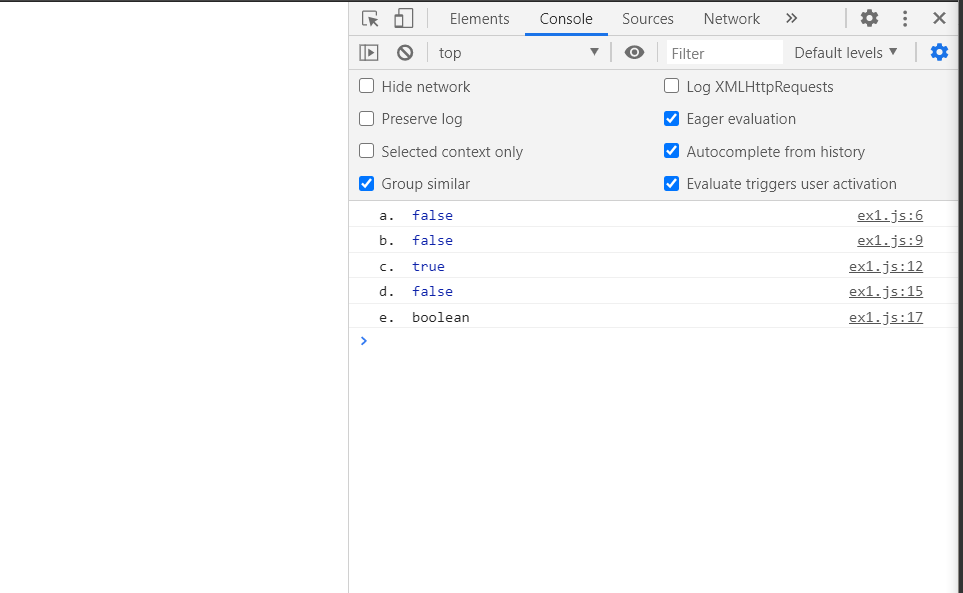 Elements Console Sources Network
top Filter Default levels
Hide network Log XMLHttpRequests
Preserve log Eager evaluation
Selected context only Autocomplete from history
Group similar Evaluate triggers user activation
a. false ex1.js:6
b. false ex1.js:9
c. true ex1.js:12
d. false ex1.js:15
e. boolean ex1.js:17